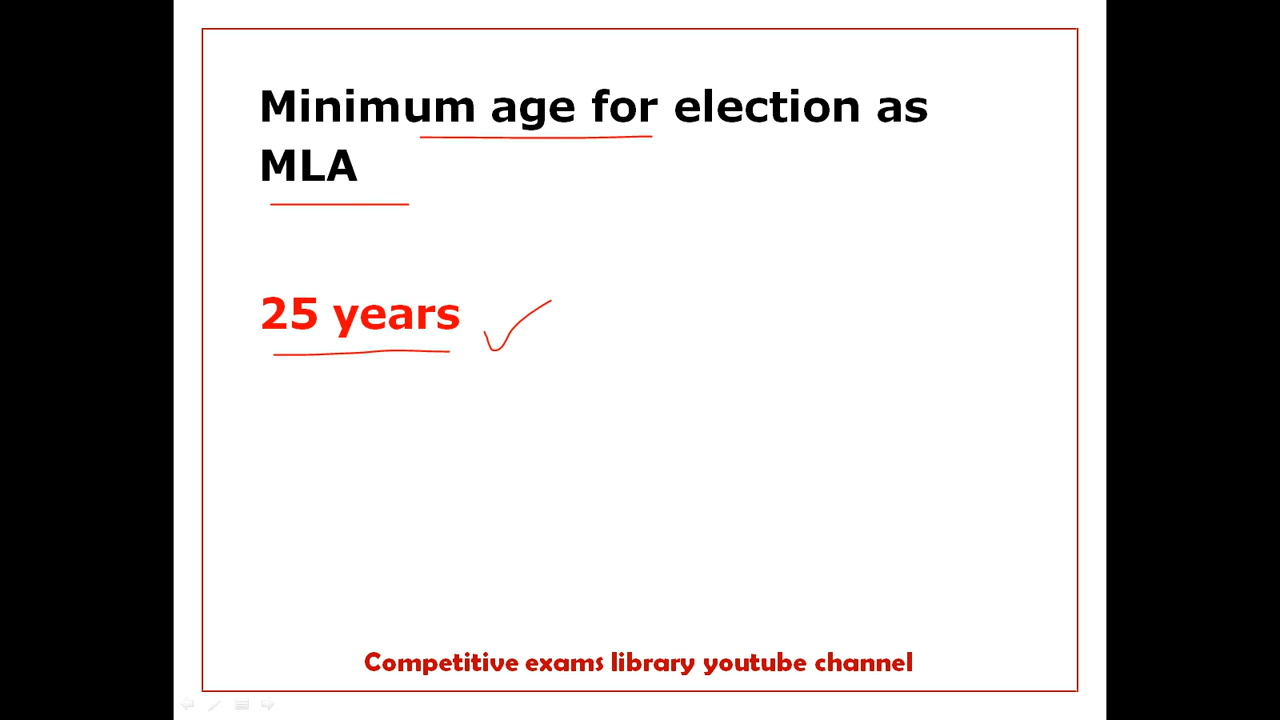 Minimum age for election as
MLA
25 years
Competitive exams library youtube channel